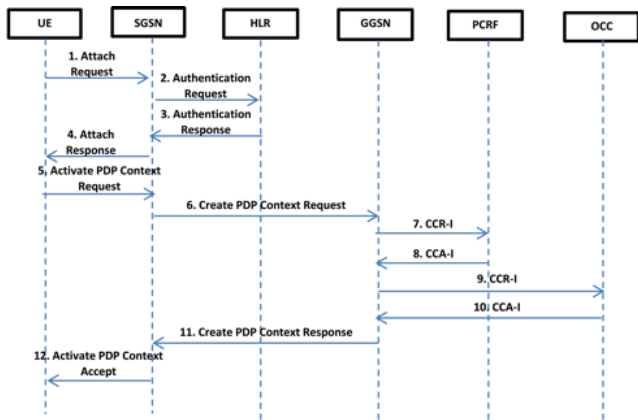 UE
SGSN
HLR
GGSN
PCRF
OCC
1. Attach
Request
2. Authentication
Request
3. Authentication
Response
4. Attach
Response
5. Activate PDP Context
Request
6. Create PDP Context Request
7. CCR-I
8. CCA-I
9. CCR-I
10. CCA-I
11. Create PDP Context Response
12. Activate PDP Context
Accept